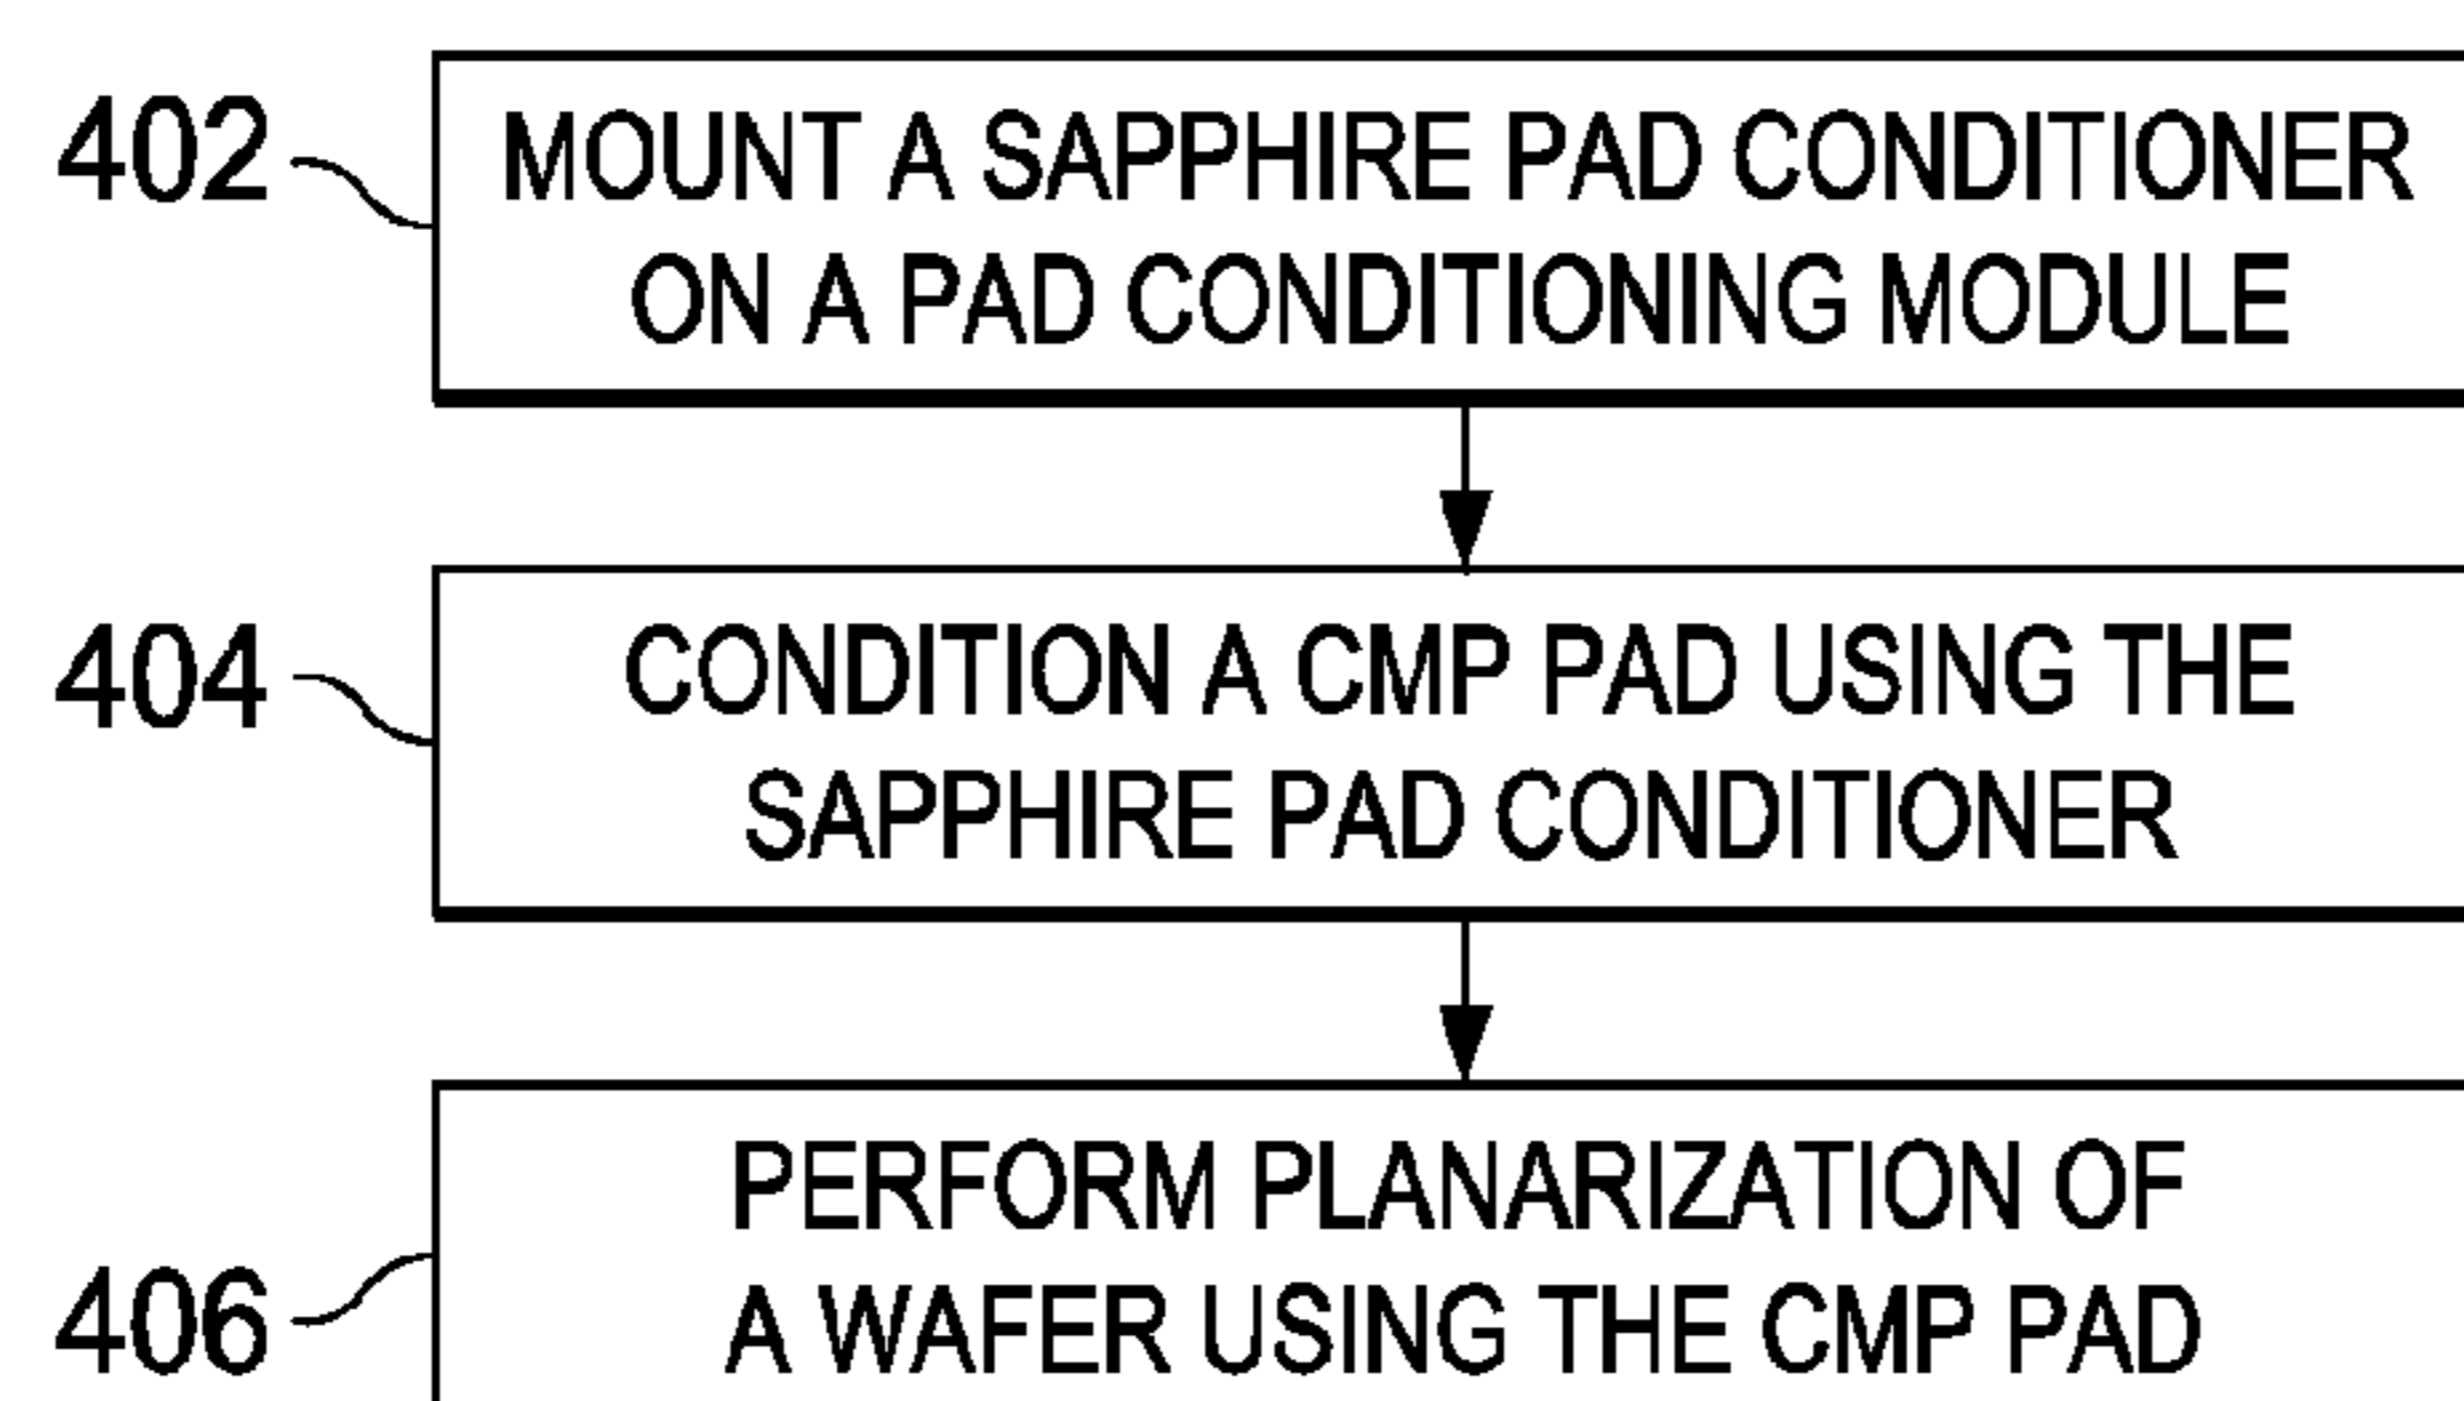 402
MOUNT A SAPPHIRE PAD CONDITIONER
ON A PAD CONDITIONING MODULE
404
CONDITION A CMP PAD USING THE
SAPPHIRE PAD CONDITIONER
406
PERFORM PLANARIZATION OF
A WAFER USING THE CMP PAD